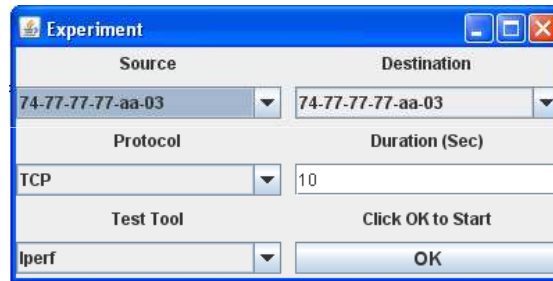 Experiment
Source Destination
74-77-77-77-aa-03 74-77-77-77-aa-03
Protocol Duration (Sec)
TCP 10
Test Tool Click OK to Start
Iperf OK